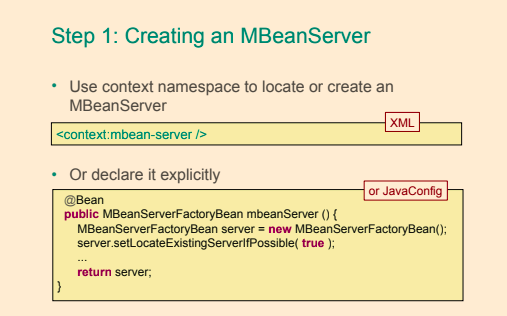 Step 1: Creating an MBeanServer
• Use context namespace to locate or create an
MBeanServer
XML
<context:mbean-server />
• Or declare it explicitly
or JavaConfig
@Bean
public MBeanServerFactoryBean mbeanServer () {
MBeanServerFactoryBean server = new MBeanServerFactoryBean();
server.setLocateExistingServerIfPossible( true );
...
return server;
}